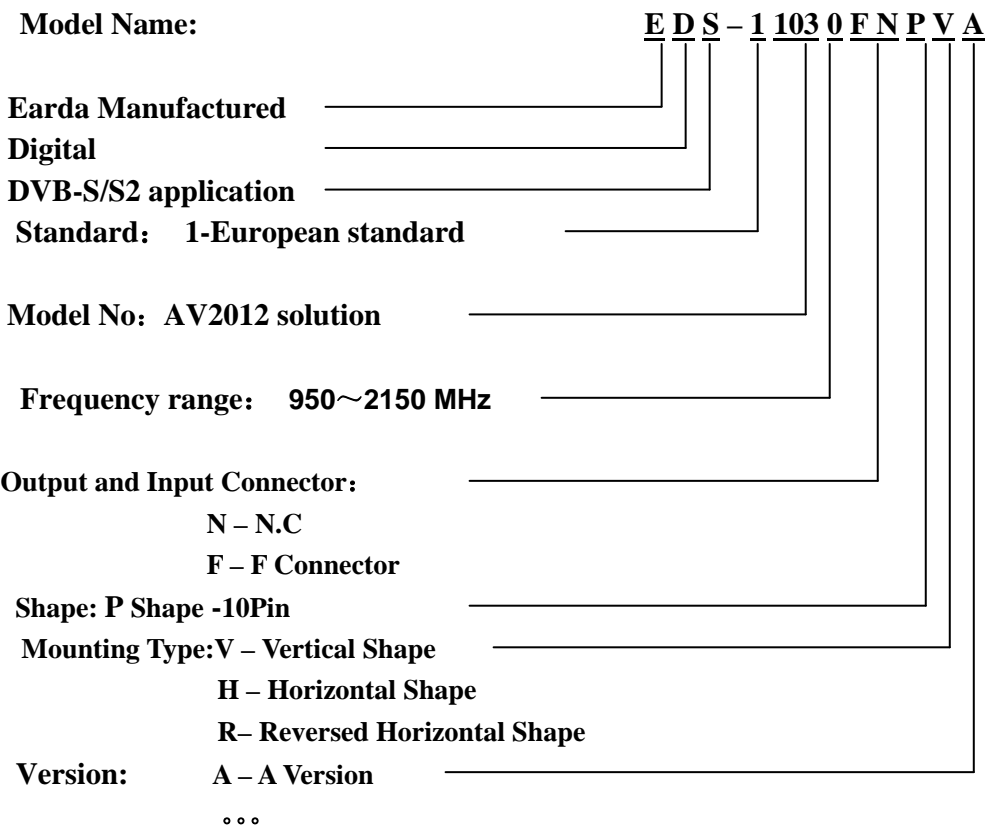 Model Name: E D S – 1 103 0 F N P V A
Earda Manufactured
Digital
DVB-S/S2 application
Standard： 1-European standard
Model No：AV2012 solution
Frequency range： 950～2150 MHz
Output and Input Connector：
N – N.C
F – F Connector
Shape: P Shape -10Pin
Mounting Type:V – Vertical Shape
H – Horizontal Shape
R– Reversed Horizontal Shape
Version: A – A Version
。。。